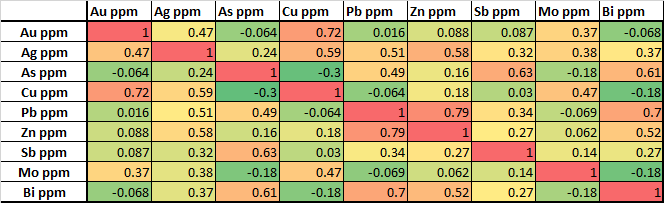 Au ppm Ag ppm As ppm Cu ppm Pb ppm Zn ppm Sb ppm Mo ppm Bi ppm
Au ppm 1 0.47 -0.064 0.72 0.016 0.088 0.087 0.37 -0.068
Ag ppm 0.47 1 0.24 0.59 0.51 0.58 0.32 0.38 0.37
As ppm -0.064 0.24 1 -0.3 0.49 0.16 0.63 -0.18 0.61
Cu ppm 0.72 0.59 -0.3 1 -0.064 0.18 0.03 0.47 -0.18
Pb ppm 0.016 0.51 0.49 -0.064 1 0.79 0.34 -0.069 0.7
Zn ppm 0.088 0.58 0.16 0.18 0.79 1 0.27 0.062 0.52
Sb ppm 0.087 0.32 0.63 0.03 0.34 0.27 1 0.14 0.27
Mo ppm 0.37 0.38 -0.18 0.47 -0.069 0.062 0.14 1 -0.18
Bi ppm -0.068 0.37 0.61 -0.18 0.7 0.52 0.27 -0.18 1